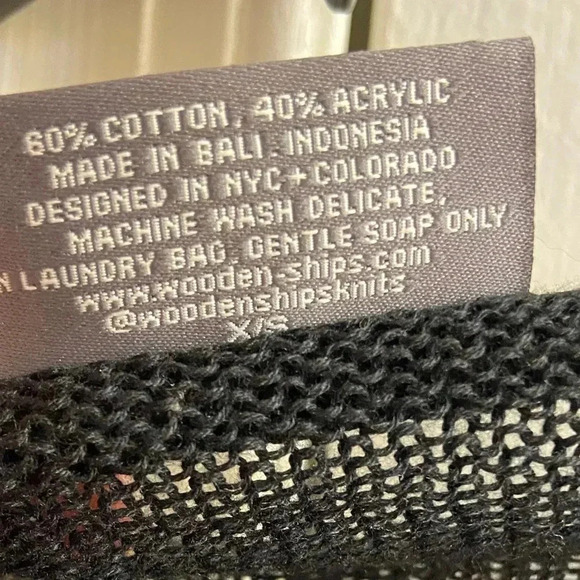 60% COTTON, 40% ACRYLIC
MADE IN BALI, INDONESIA
DESIGNED IN NYC+COLORADO
MACHINE WASH DELICATE,
N LAUNDRY BAG, GENTLE SOAP ONLY
www.wooden-ships.com
@woodenshipsknits
X/S